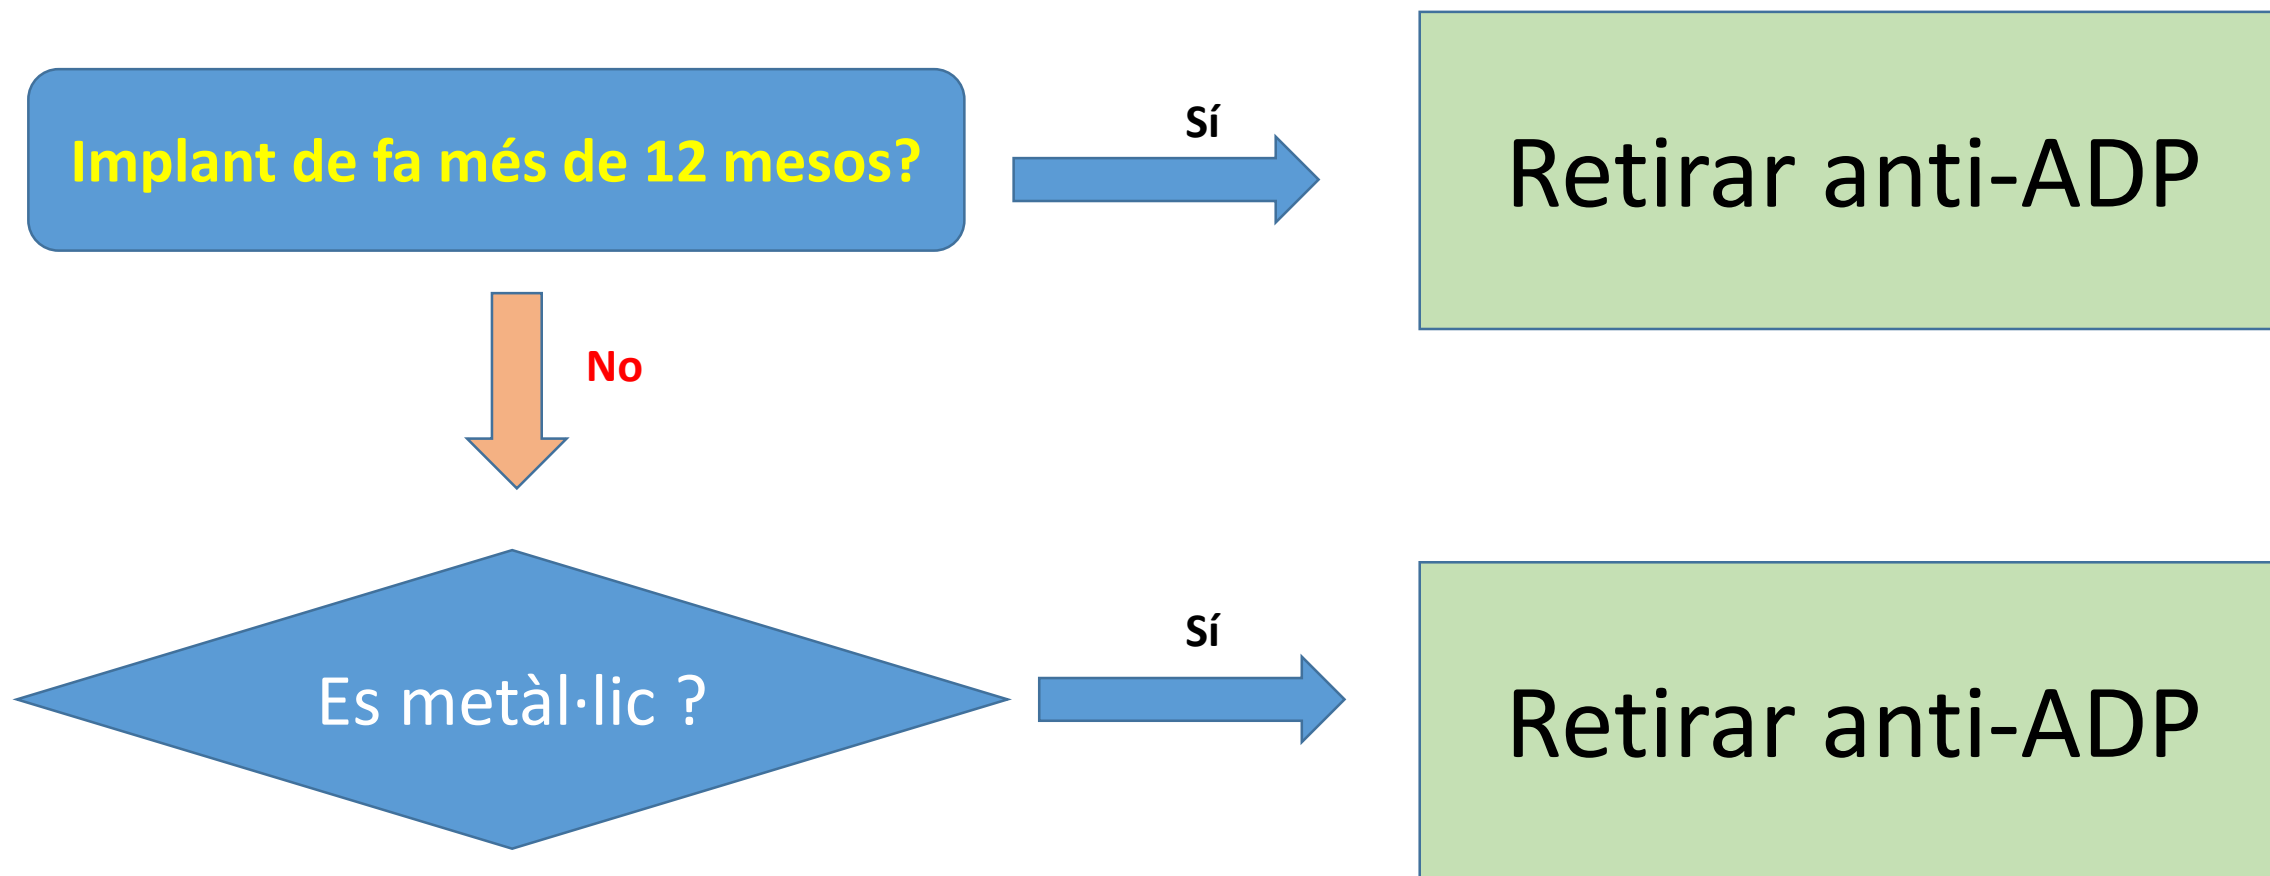 Implant de fa més de 12 mesos?
Sí
Retirar anti-ADP
No
Es metàl·lic ?
Sí
Retirar anti-ADP